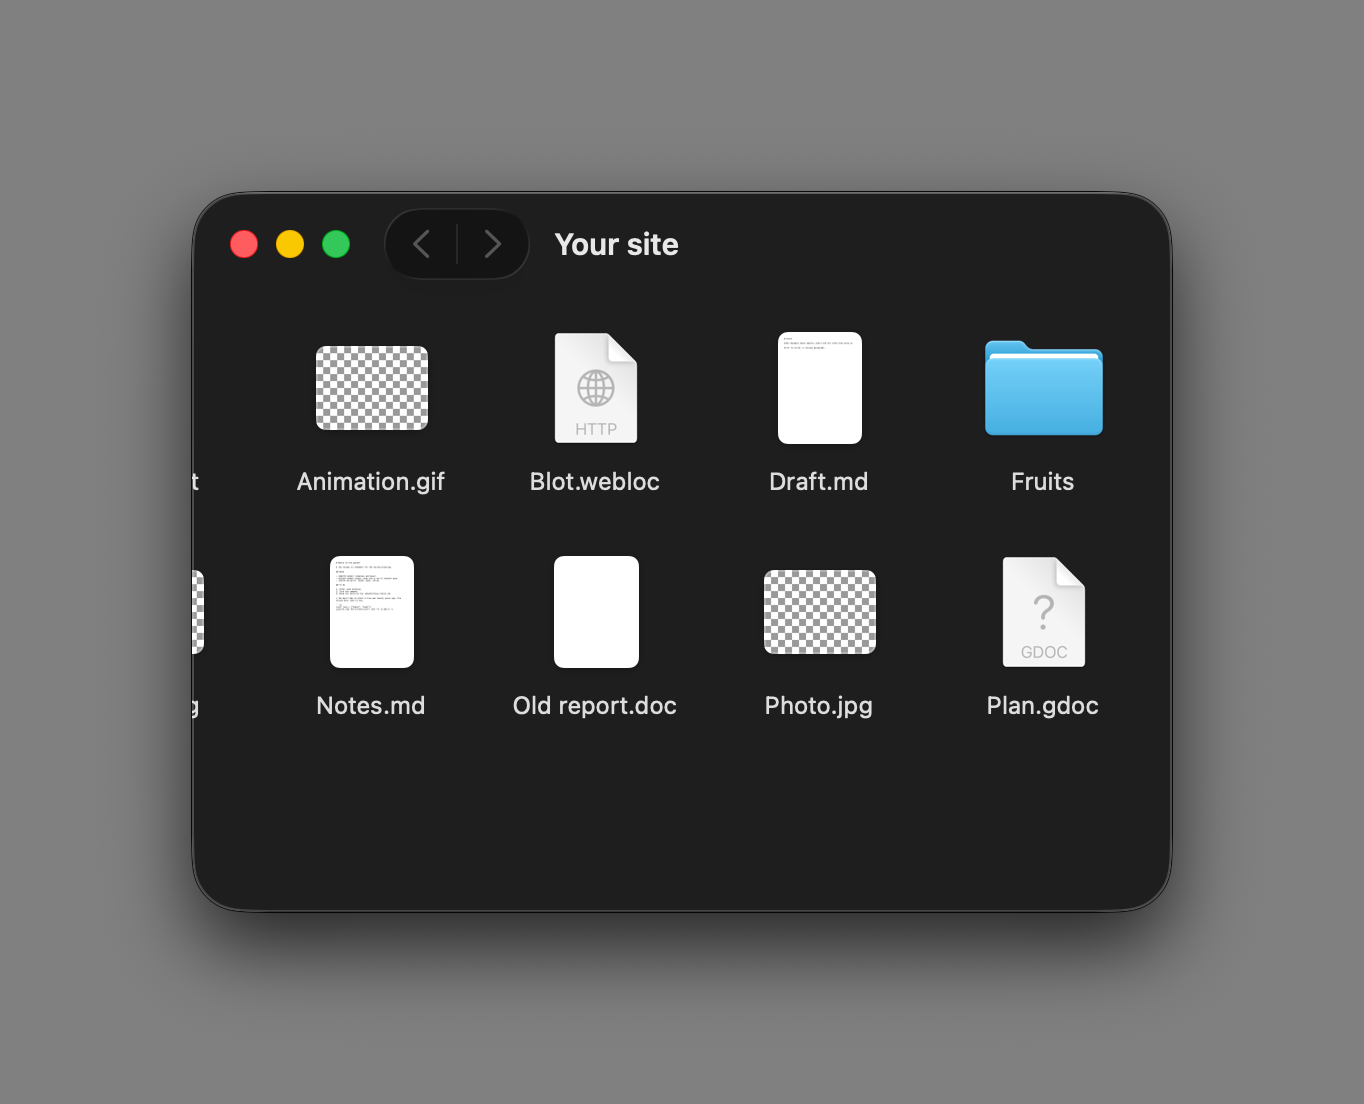 Your site
HTTP
t Animation.gif Blot.webloc Draft.md Fruits
?
GDOC
g Notes.md Old report.doc Photo.jpg Plan.gdoc